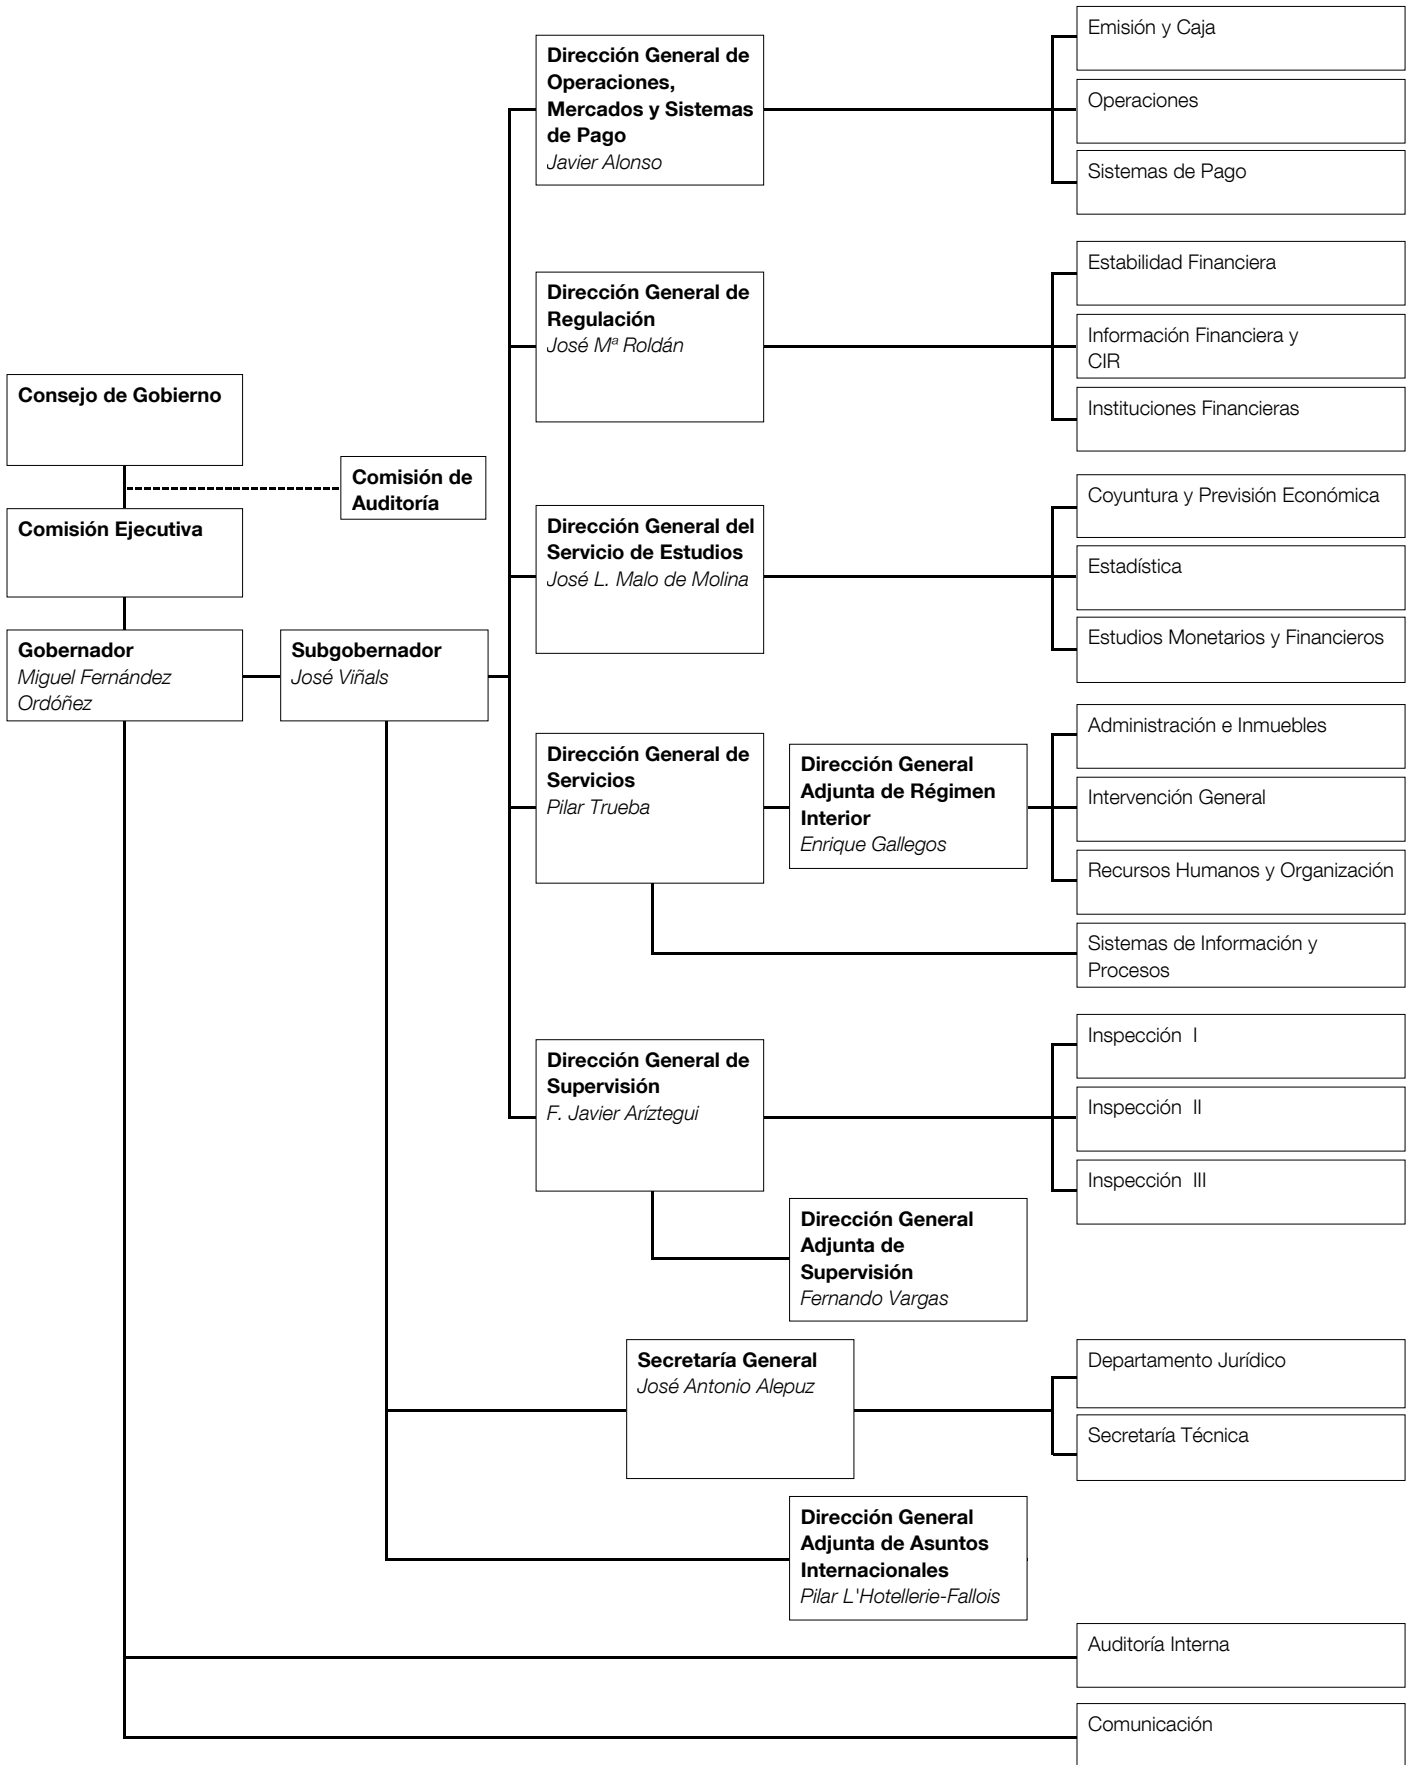 Consejo de Gobierno
Comisión de
Auditoría
Comisión Ejecutiva
Gobernador
Miguel Fernández
Ordóñez
Subgobernador
José Viñals
Dirección General de
Operaciones,
Mercados y Sistemas
de Pago
Javier Alonso
Emisión y Caja
Operaciones
Sistemas de Pago
Dirección General de
Regulación
José Mª Roldán
Estabilidad Financiera
Información Financiera y
CIR
Instituciones Financieras
Dirección General del
Servicio de Estudios
José L. Malo de Molina
Coyuntura y Previsión Económica
Estadística
Estudios Monetarios y Financieros
Dirección General de
Servicios
Pilar Trueba
Dirección General
Adjunta de Régimen
Interior
Enrique Gallegos
Administración e Inmuebles
Intervención General
Recursos Humanos y Organización
Sistemas de Información y
Procesos
Dirección General de
Supervisión
F. Javier Aríztegui
Inspección I
Inspección II
Inspección III
Dirección General
Adjunta de
Supervisión
Fernando Vargas
Secretaría General
José Antonio Alepuz
Departamento Jurídico
Secretaría Técnica
Dirección General
Adjunta de Asuntos
Internacionales
Pilar L'Hotellerie-Fallois
Auditoría Interna
Comunicación